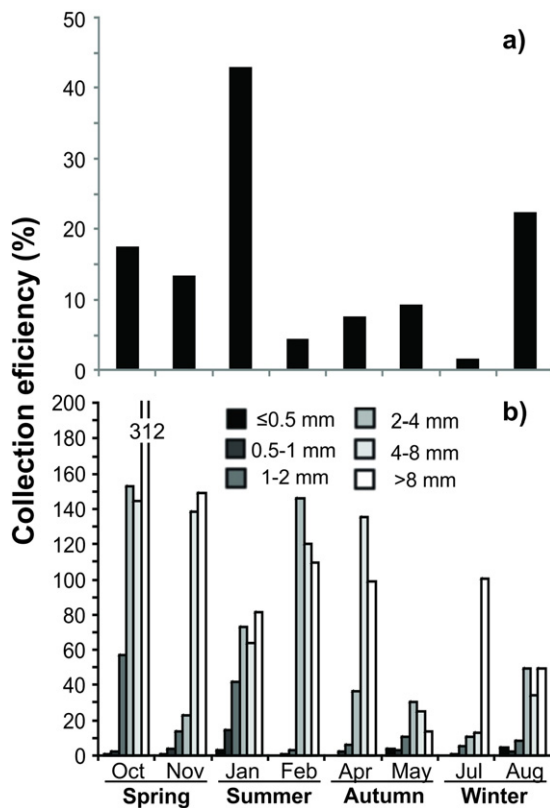 a)
50
40
30
20
10
0
Collection eficiency (%)
b)
200
180
160
140
120
100
80
60
40
20
0
312
≤0.5 mm 2-4 mm
0.5-1 mm 4-8 mm
1-2 mm >8 mm
Collection eficiency (%)
Oct Nov Jan Feb Apr May Jul Aug
Spring Summer Autumn Winter